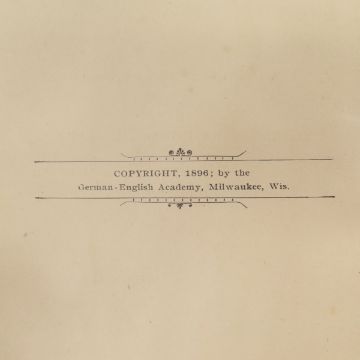 COPYRIGHT, 1896; by the
German-English Academy, Milwaukee, Wis.